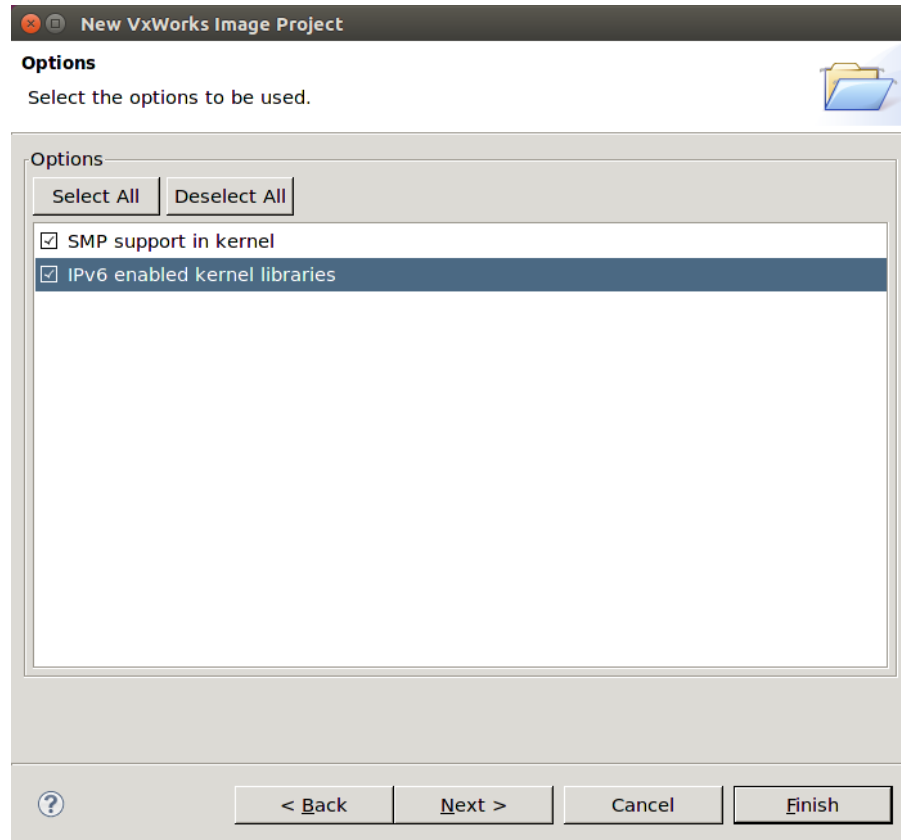 New VxWorks Image Project
Options
Select the options to be used.
Options
Select All Deselect All
SMP support in kernel
IPv6 enabled kernel libraries
? < Back Next > Cancel Finish